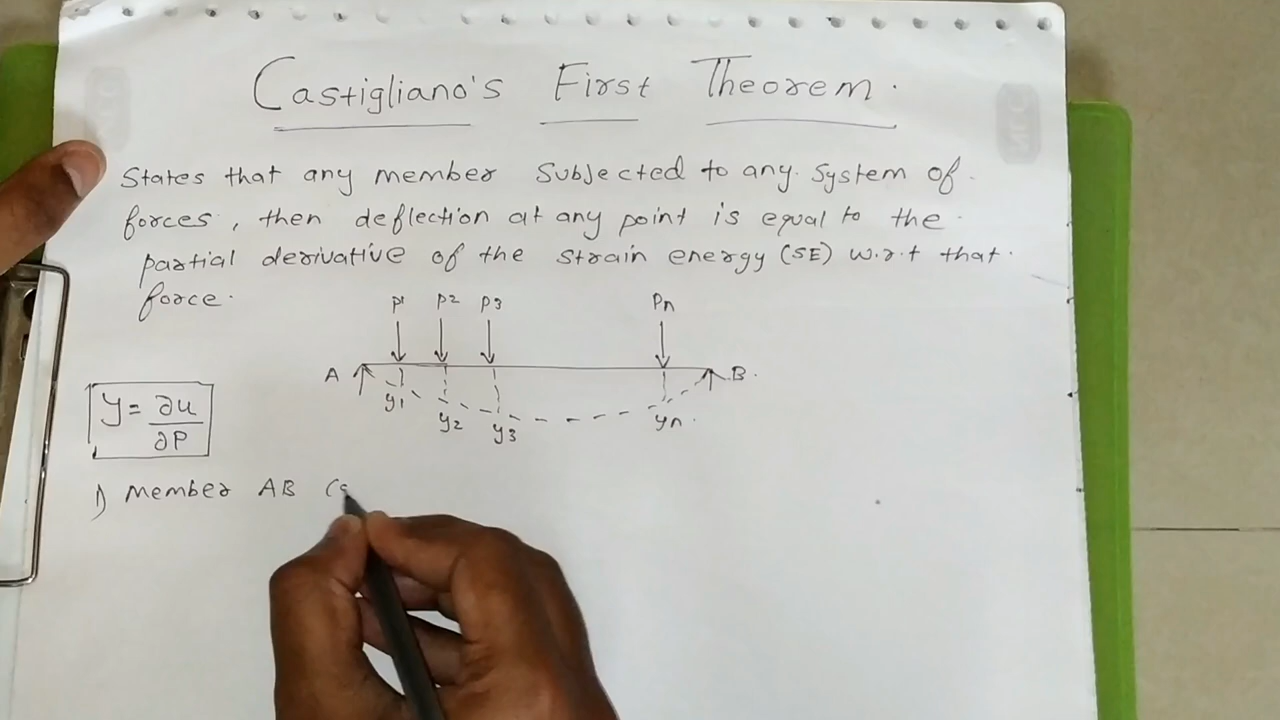 Castigliano's First Theorem.
States that any member subjected to any system of
forces, then deflection at any point is equal to the
partial derivative of the strain energy (SE) w.r.t that
force.
P1 P2 P3 Pn
A B.
y1 y2 y3 yn.
y = ∂u/∂P
1) Member AB (s